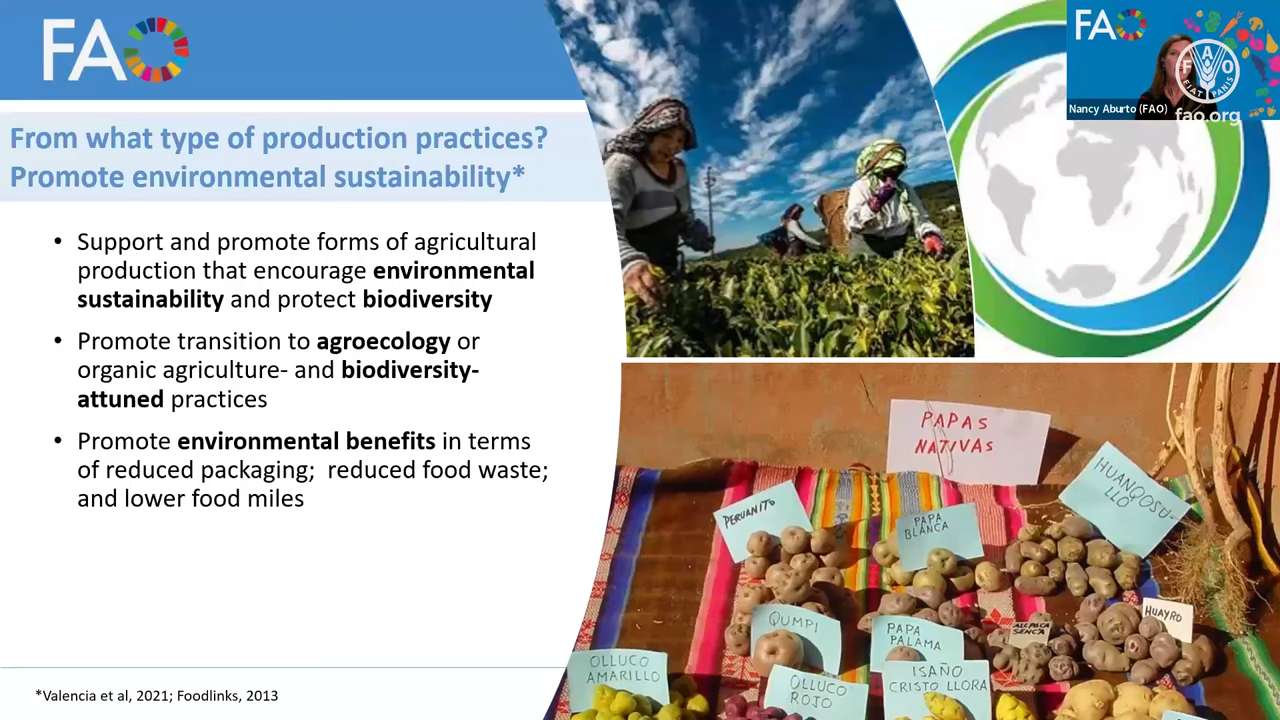 FAO
From what type of production practices?
Promote environmental sustainability*
• Support and promote forms of agricultural
production that encourage environmental
sustainability and protect biodiversity
• Promote transition to agroecology or
organic agriculture- and biodiversity-
attuned practices
• Promote environmental benefits in terms
of reduced packaging;  reduced food waste;
and lower food miles
*Valencia et al, 2021; Foodlinks, 2013
FAO
Nancy Aburto (FAO)
F A O
FIAT PANIS
fao.org
PAPAS
NATIVAS
HUANQOSU-
LLO
PERUANITO
PAPA
BLANCA
HUAYRO
QUMPI
PAPA
PALAMA
OLLUCO
AMARILLO
OLLUCO
ROJO
ISAÑO
CRISTO LLORA